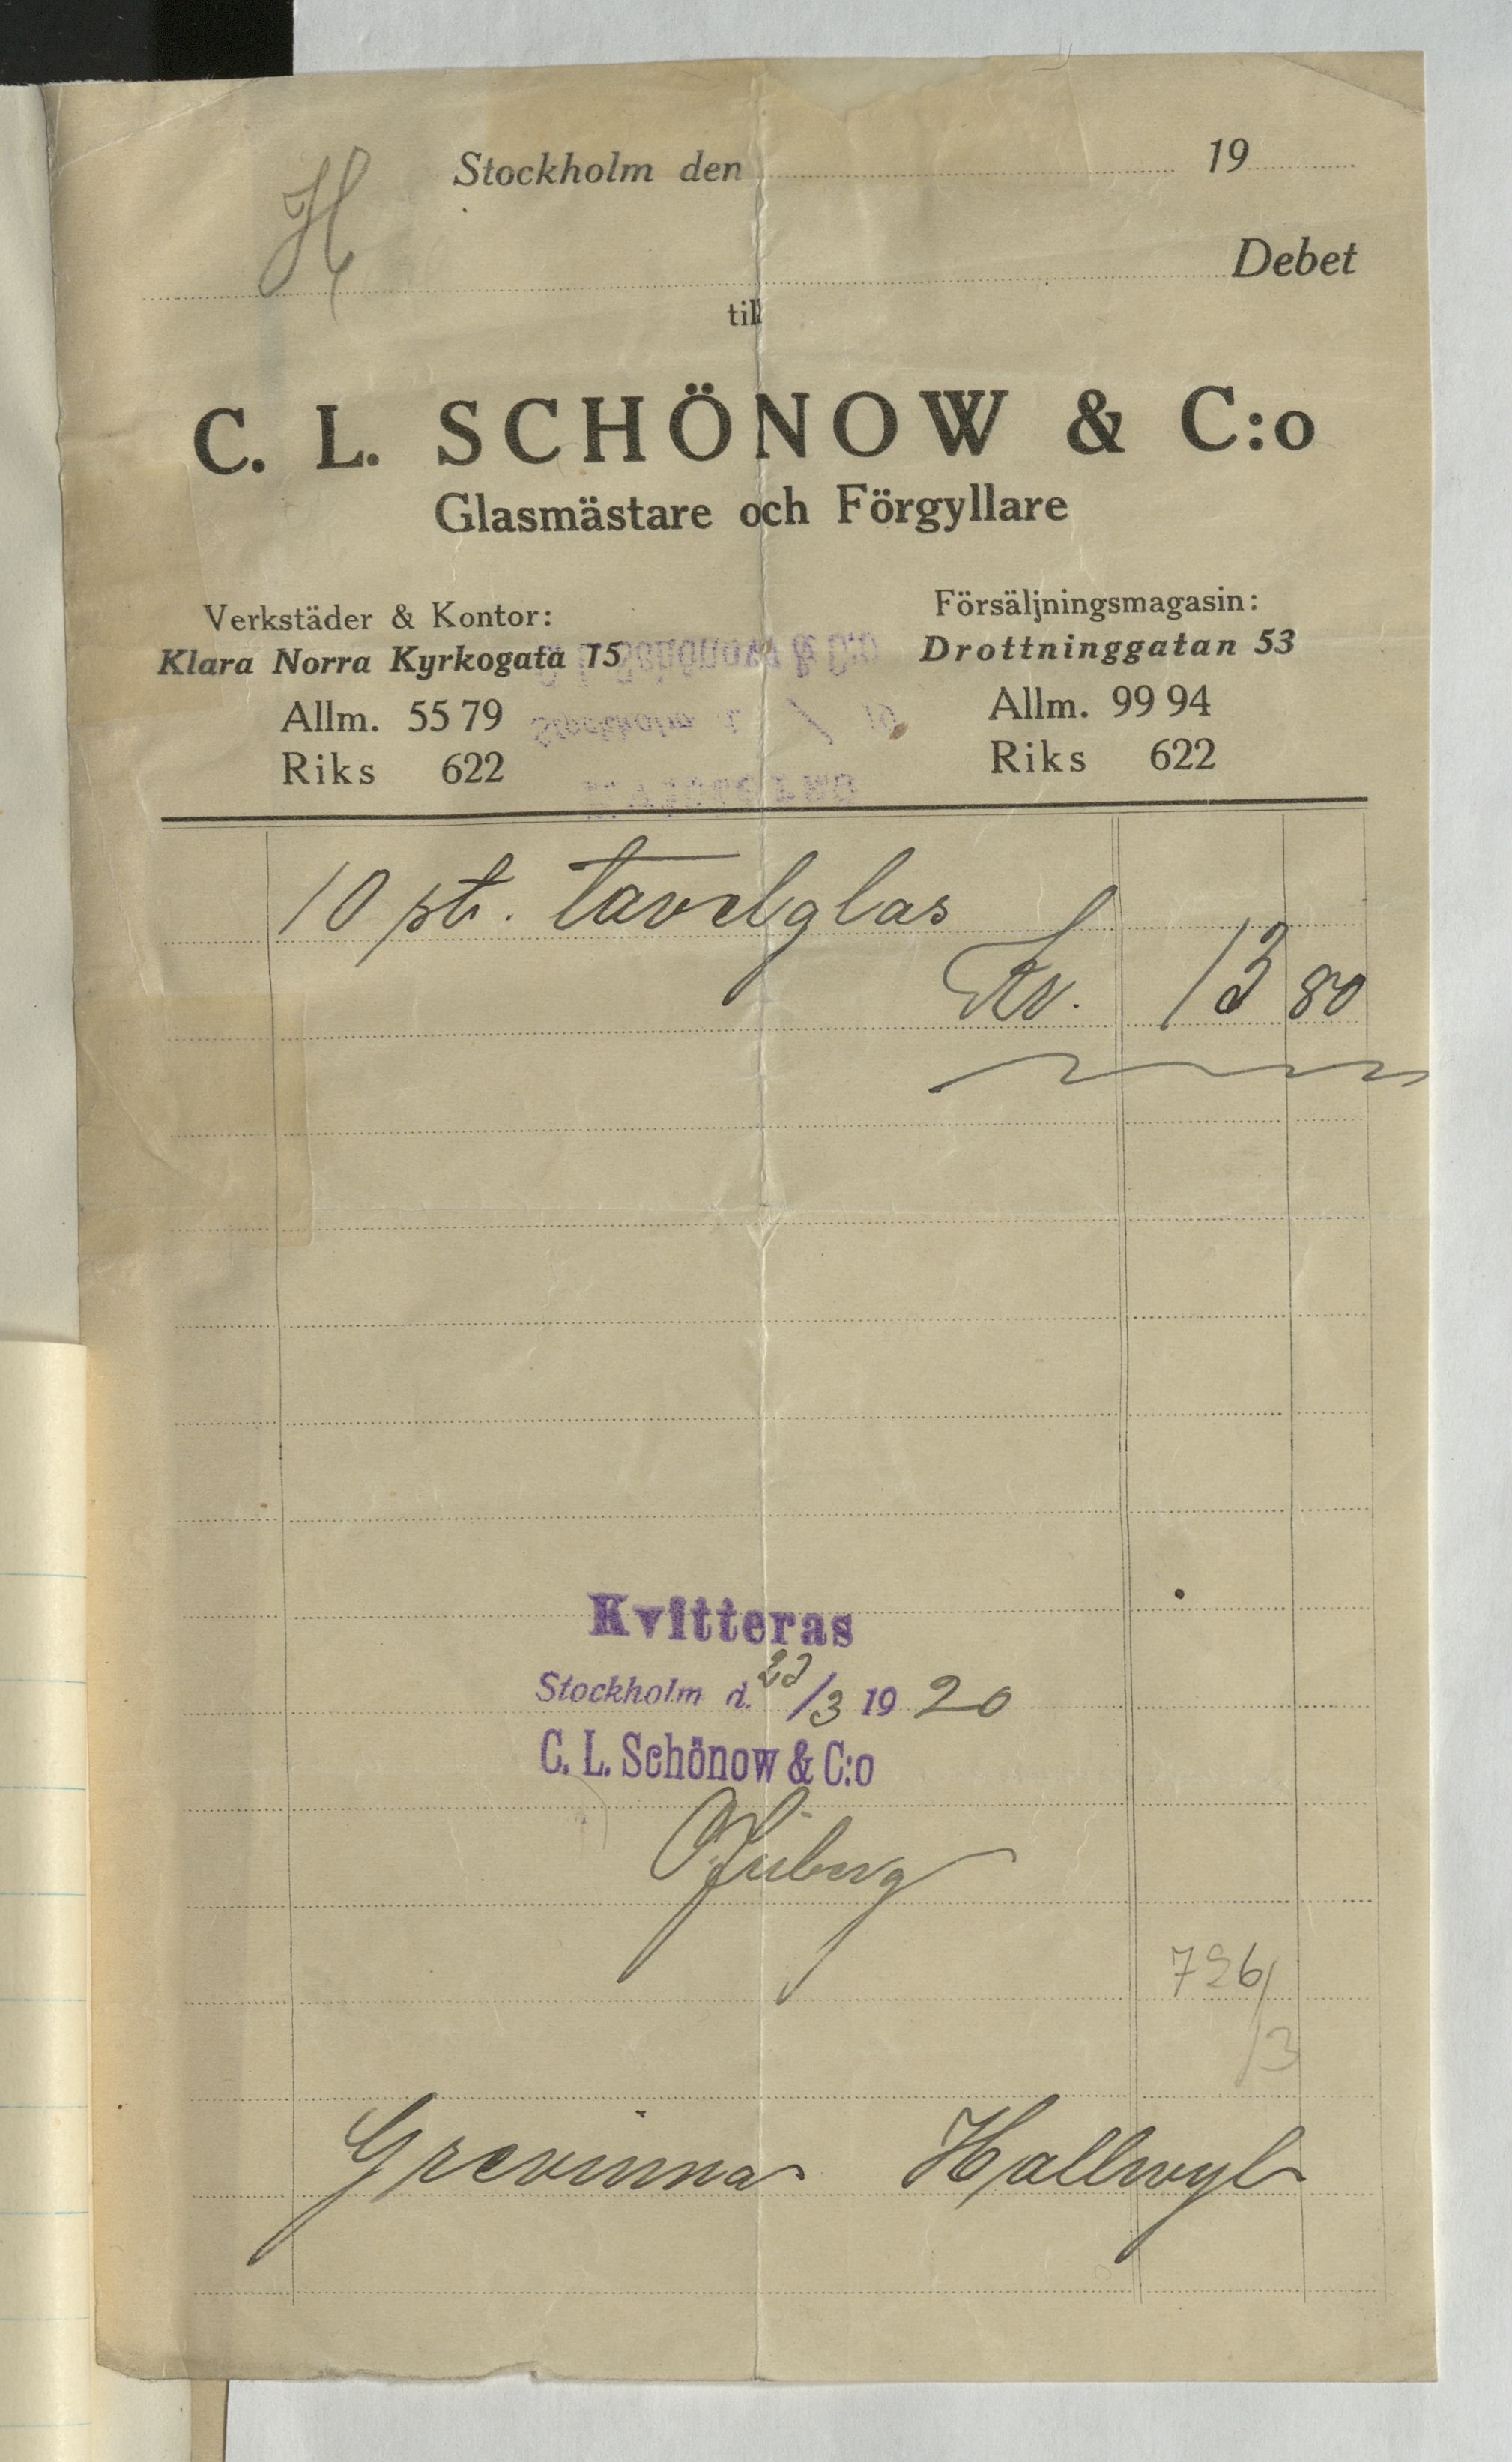 H
Stockholm den 19
Debet
till
C. L. SCHÖNOW & C:o
Glasmästare och Förgyllare
Verkstäder & Kontor:
Klara Norra Kyrkogata 15
Allm. 55 79
Riks 622
Försäljningsmagasin:
Drottninggatan 53
Allm. 99 94
Riks 622
10 st. tavelglas
Kr. 13 80
Kvitteras
Stockholm d. 23/3 1920
C. L. Schönow & C:o
726/
/3
Grevinna Hallwyl